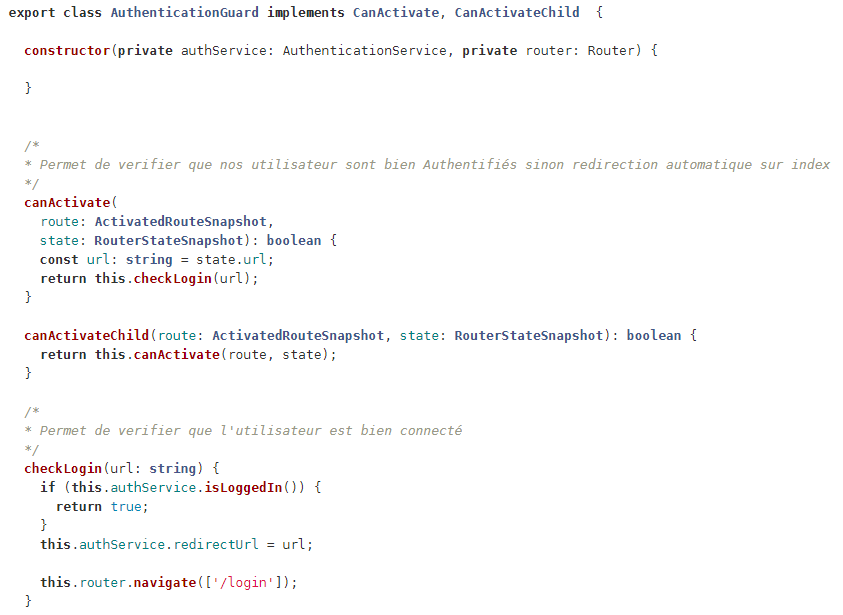 export class AuthenticationGuard implements CanActivate, CanActivateChild  {
constructor(private authService: AuthenticationService, private router: Router) {
}
/*
* Permet de verifier que nos utilisateur sont bien Authentifiés sinon redirection automatique sur index
*/
canActivate(
route: ActivatedRouteSnapshot,
state: RouterStateSnapshot): boolean {
const url: string = state.url;
return this.checkLogin(url);
}
canActivateChild(route: ActivatedRouteSnapshot, state: RouterStateSnapshot): boolean {
return this.canActivate(route, state);
}
/*
* Permet de verifier que l'utilisateur est bien connecté
*/
checkLogin(url: string) {
if (this.authService.isLoggedIn()) {
return true;
}
this.authService.redirectUrl = url;
this.router.navigate(['/login']);
}